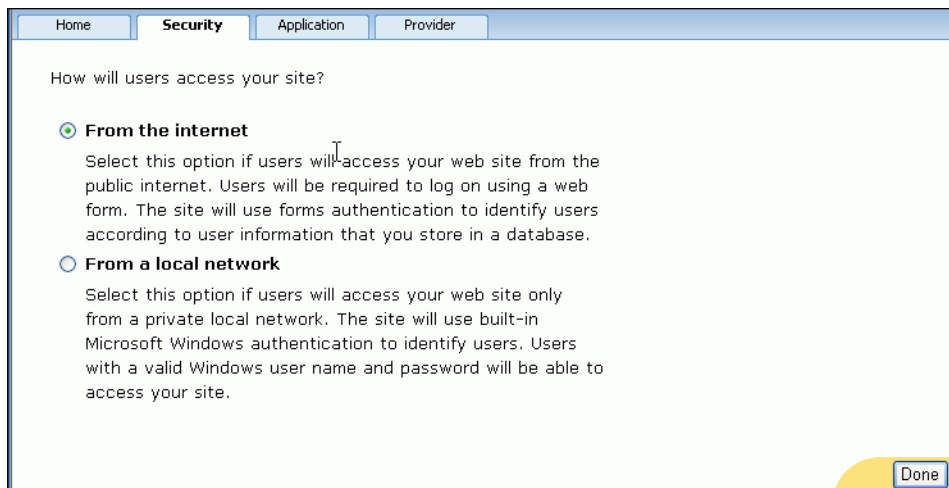 Home Security Application Provider
How will users access your site?
From the internet
Select this option if users will access your web site from the
public internet. Users will be required to log on using a web
form. The site will use forms authentication to identify users
according to user information that you store in a database.
From a local network
Select this option if users will access your web site only
from a private local network. The site will use built-in
Microsoft Windows authentication to identify users. Users
with a valid Windows user name and password will be able to
access your site.
Done